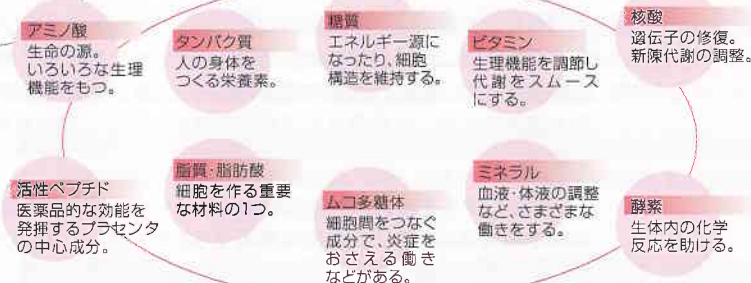 アミノ酸
生命の源。
いろいろな生理
機能をもつ。
タンパク質
人の身体を
つくる栄養素。
糖質
エネルギー源に
なったり、細胞
構造を維持する。
ビタミン
生理機能を調節し
代謝をスムース
にする。
核酸
遺伝子の修復。
新陳代謝の調整。
活性ペプチド
医薬品的な効能を
発揮するプラセンタ
の中心成分。
脂質・脂肪酸
細胞を作る重要
な材料の1つ。
ムコ多糖体
細胞間をつなぐ
成分で、炎症を
おさえる働き
などがある。
ミネラル
血液・体液の調整
など、さまざまな
働きをする。
酵素
生体内の化学
反応を助ける。